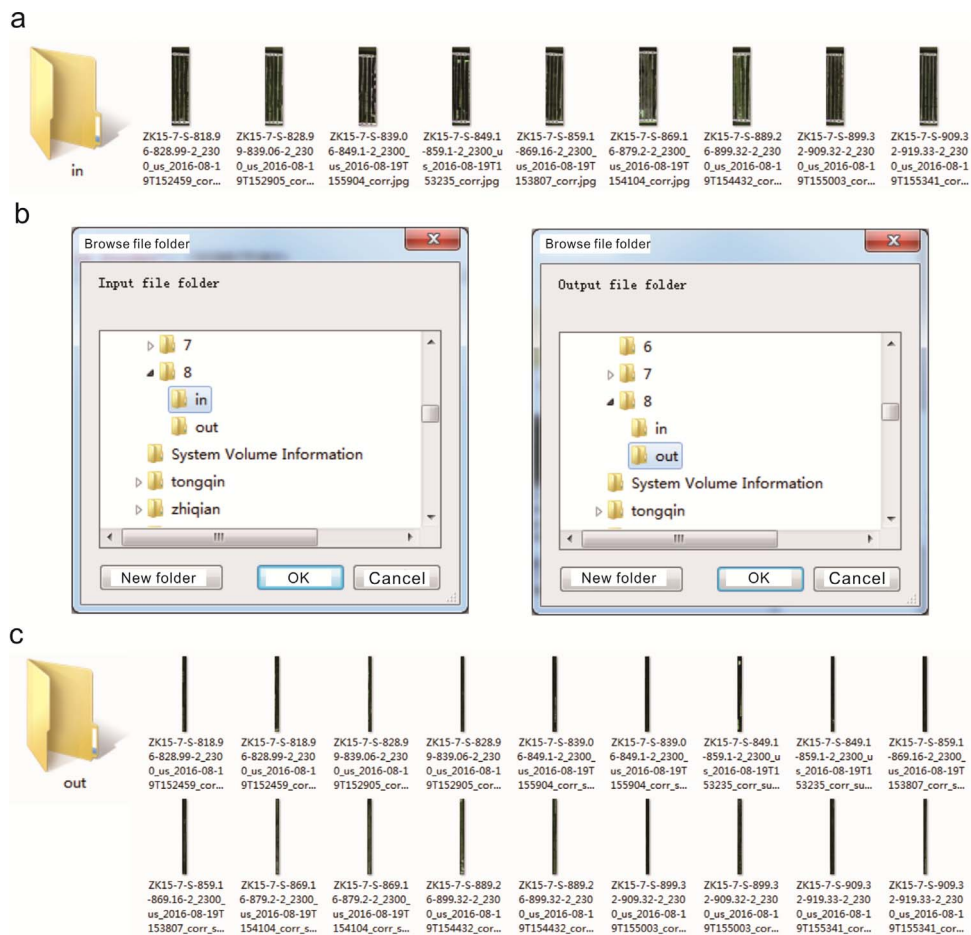 a
in
ZK15-7-S-818.9 ZK15-7-S-828.9 ZK15-7-S-839.0 ZK15-7-S-849.1 ZK15-7-S-859.1 ZK15-7-S-869.1 ZK15-7-S-889.2 ZK15-7-S-899.3 ZK15-7-S-909.3
6-828.99-2_230 9-839.06-2_230 6-849.1-2_2300_ -859.1-2_2300_u -869.16-2_2300_ 6-879.2-2_2300_ 6-899.32-2_230 2-909.32-2_230 2-919.33-2_230
0_us_2016-08-1 0_us_2016-08-1 us_2016-08-19T s_2016-08-19T1 us_2016-08-19T us_2016-08-19T 0_us_2016-08-1 0_us_2016-08-1 0_us_2016-08-1
9T152459_cor... 9T152905_cor... 155904_corr.jpg 53235_corr.jpg 153807_corr.jpg 154104_corr.jpg 9T154432_cor... 9T155003_cor... 9T155341_cor...
b
Browse file folder
Input file folder
7
8
in
out
System Volume Information
tongqin
zhiqian
New folder OK Cancel
Browse file folder
Output file folder
6
7
8
in
out
System Volume Information
tongqin
New folder OK Cancel
c
out
ZK15-7-S-818.9 ZK15-7-S-818.9 ZK15-7-S-828.9 ZK15-7-S-828.9 ZK15-7-S-839.0 ZK15-7-S-839.0 ZK15-7-S-849.1 ZK15-7-S-849.1 ZK15-7-S-859.1
6-828.99-2_230 6-828.99-2_230 9-839.06-2_230 9-839.06-2_230 6-849.1-2_2300_ 6-849.1-2_2300_ -859.1-2_2300_u -859.1-2_2300_u -869.16-2_2300_
0_us_2016-08-1 0_us_2016-08-1 0_us_2016-08-1 0_us_2016-08-1 us_2016-08-19T us_2016-08-19T s_2016-08-19T1 s_2016-08-19T1 us_2016-08-19T
9T152459_cor... 9T152459_cor... 9T152905_cor... 9T152905_cor... 155904_corr_s... 155904_corr_s... 53235_corr_su... 53235_corr_su... 153807_corr_s...
ZK15-7-S-859.1 ZK15-7-S-869.1 ZK15-7-S-869.1 ZK15-7-S-889.2 ZK15-7-S-889.2 ZK15-7-S-899.3 ZK15-7-S-899.3 ZK15-7-S-909.3 ZK15-7-S-909.3
-869.16-2_2300_ 6-879.2-2_2300_ 6-879.2-2_2300_ 6-899.32-2_230 6-899.32-2_230 2-909.32-2_230 2-909.32-2_230 2-919.33-2_230 2-919.33-2_230
us_2016-08-19T us_2016-08-19T us_2016-08-19T 0_us_2016-08-1 0_us_2016-08-1 0_us_2016-08-1 0_us_2016-08-1 0_us_2016-08-1 0_us_2016-08-1
153807_corr_s... 154104_corr_s... 154104_corr_s... 9T154432_cor... 9T154432_cor... 9T155003_cor... 9T155003_cor... 9T155341_cor... 9T155341_cor...